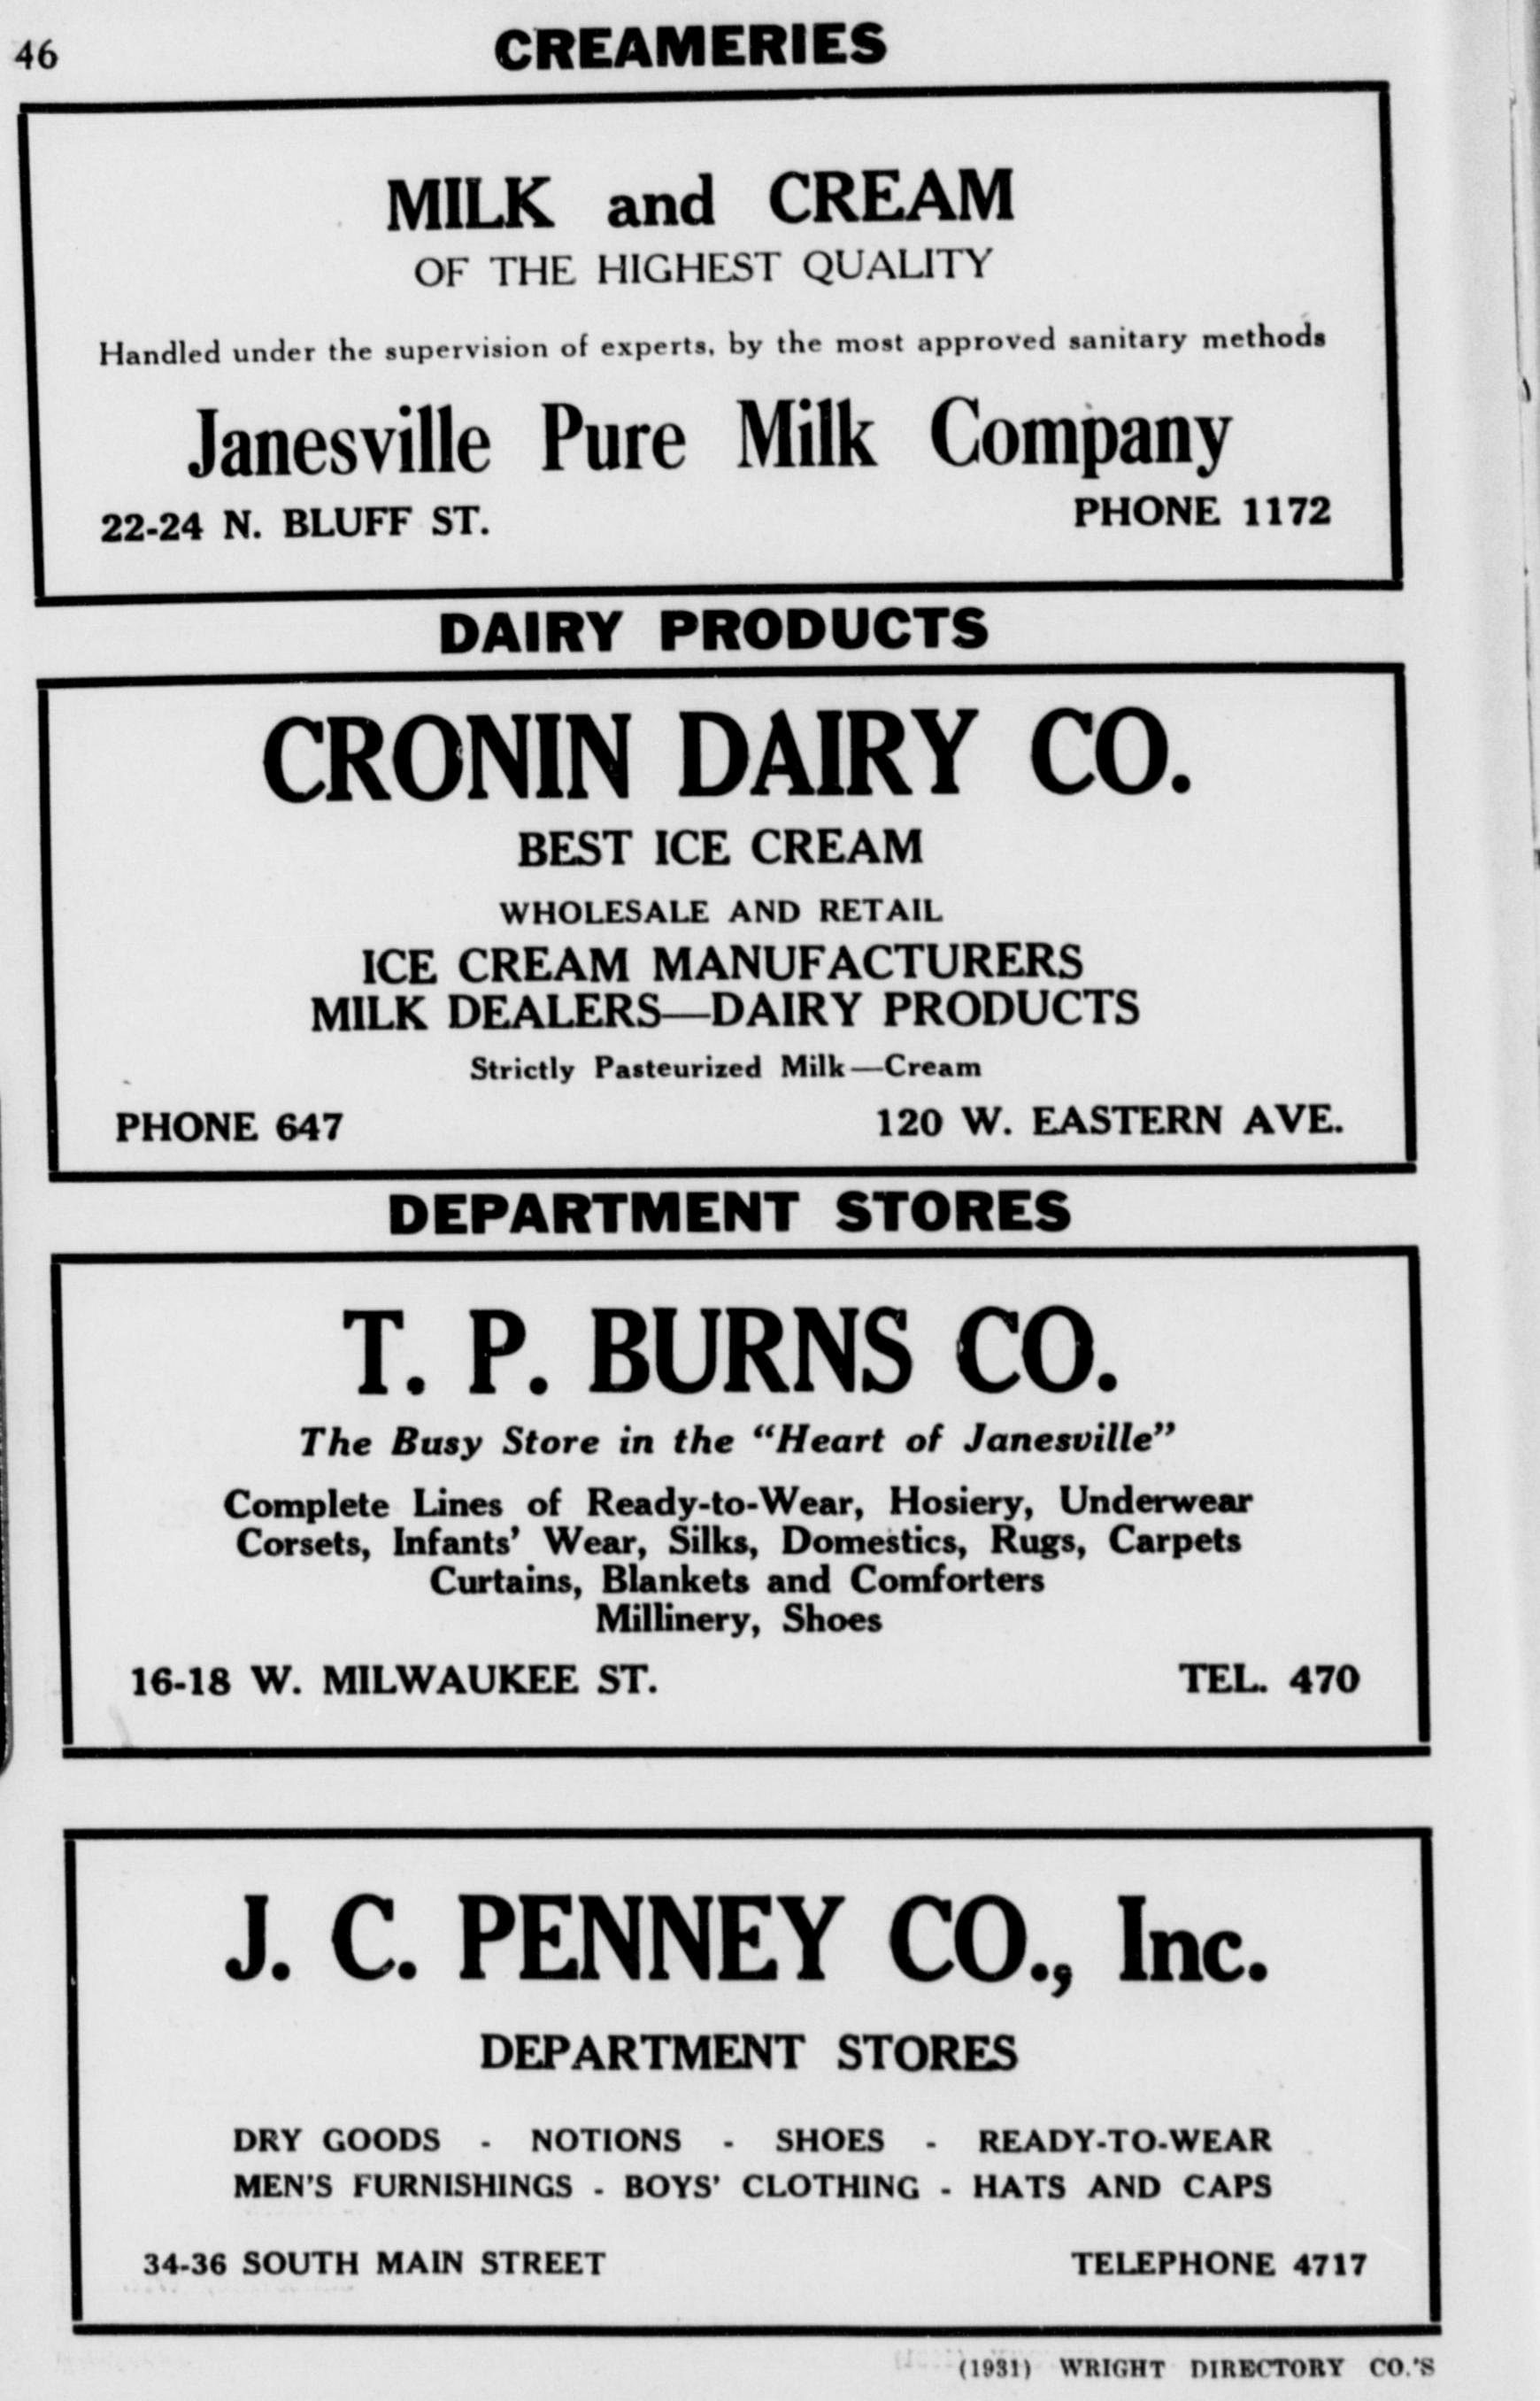 46
CREAMERIES
MILK and CREAM
OF THE HIGHEST QUALITY
Handled under the supervision of experts, by the most approved sanitary methods
Janesville Pure Milk Company
22-24 N. BLUFF ST. PHONE 1172
DAIRY PRODUCTS
CRONIN DAIRY CO.
BEST ICE CREAM
WHOLESALE AND RETAIL
ICE CREAM MANUFACTURERS
MILK DEALERS—DAIRY PRODUCTS
Strictly Pasteurized Milk—Cream
PHONE 647 120 W. EASTERN AVE.
DEPARTMENT STORES
T. P. BURNS CO.
The Busy Store in the “Heart of Janesville”
Complete Lines of Ready-to-Wear, Hosiery, Underwear
Corsets, Infants’ Wear, Silks, Domestics, Rugs, Carpets
Curtains, Blankets and Comforters
Millinery, Shoes
16-18 W. MILWAUKEE ST. TEL. 470
J. C. PENNEY CO., Inc.
DEPARTMENT STORES
DRY GOODS - NOTIONS - SHOES - READY-TO-WEAR
MEN'S FURNISHINGS - BOYS' CLOTHING - HATS AND CAPS
34-36 SOUTH MAIN STREET TELEPHONE 4717
(1931) WRIGHT DIRECTORY CO.'S